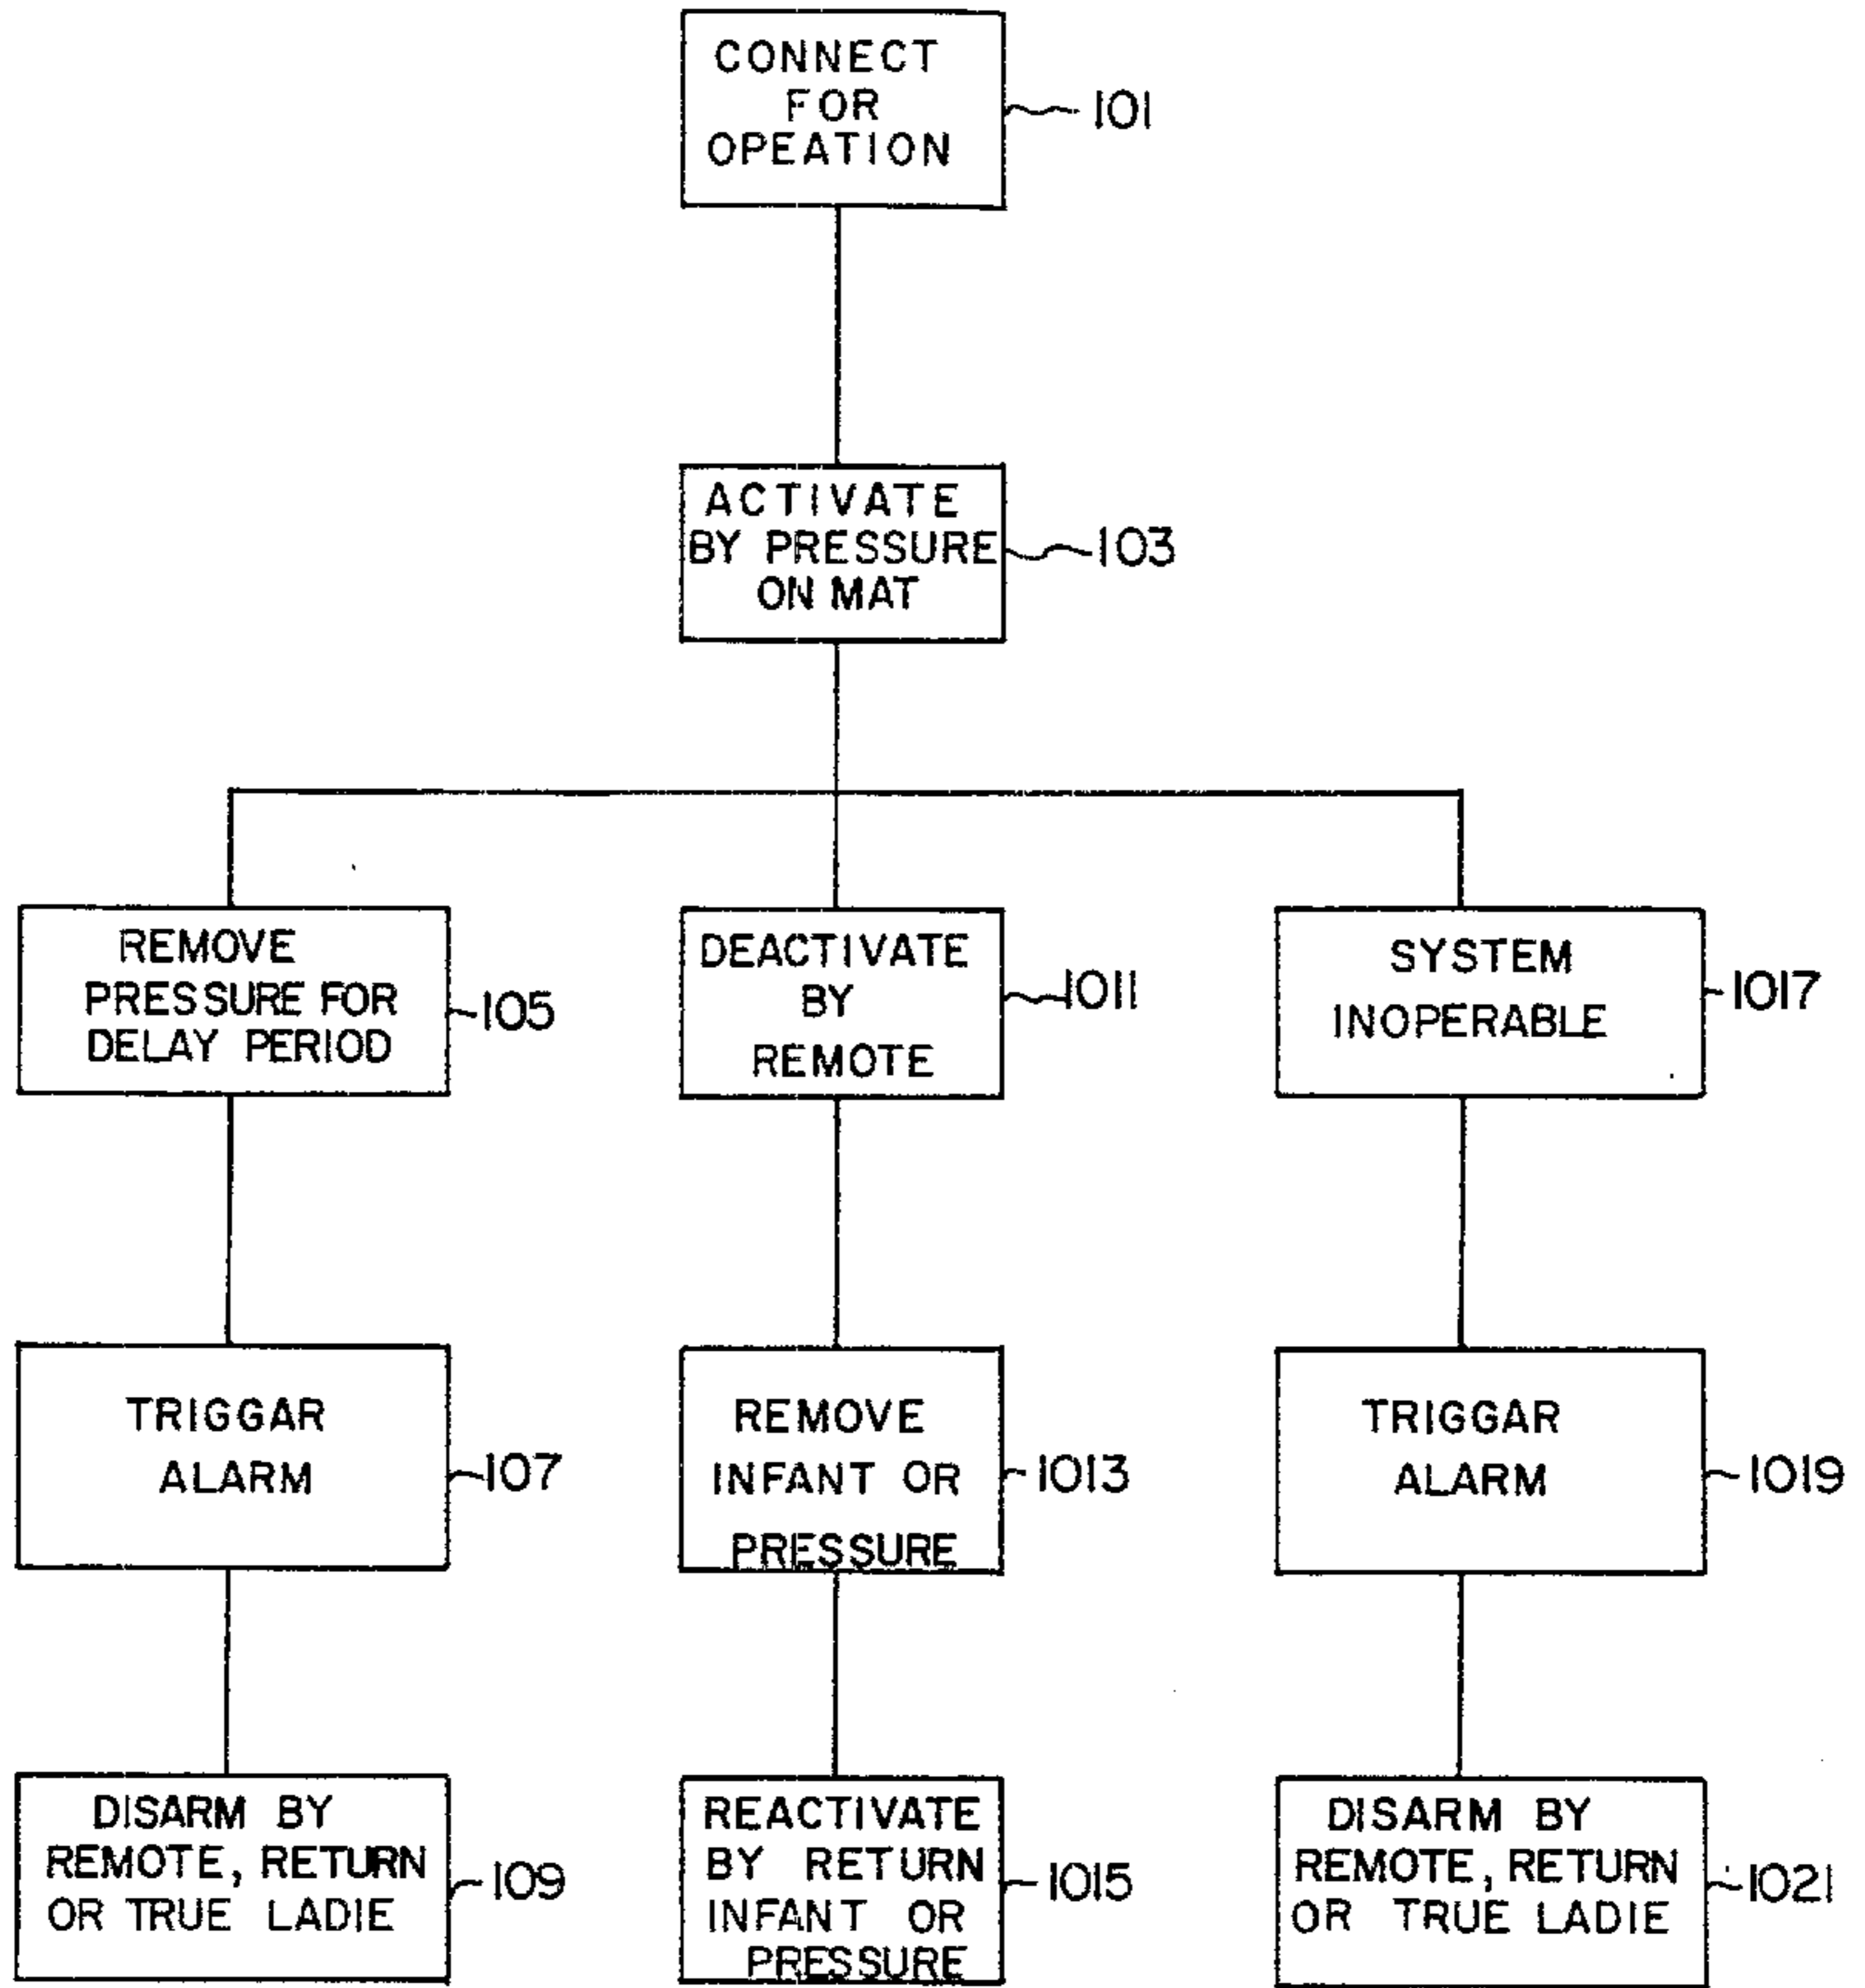 CONNECT
FOR
OPEATION
101
ACTIVATE
BY PRESSURE
ON MAT
103
REMOVE
PRESSURE FOR
DELAY PERIOD
105
DEACTIVATE
BY
REMOTE
1011
SYSTEM
INOPERABLE
1017
TRIGGAR
ALARM
107
REMOVE
INFANT OR
PRESSURE
1013
TRIGGAR
ALARM
1019
DISARM BY
REMOTE, RETURN
OR TRUE LADIE
109
REACTIVATE
BY RETURN
INFANT OR
PRESSURE
1015
DISARM BY
REMOTE, RETURN
OR TRUE LADIE
1021